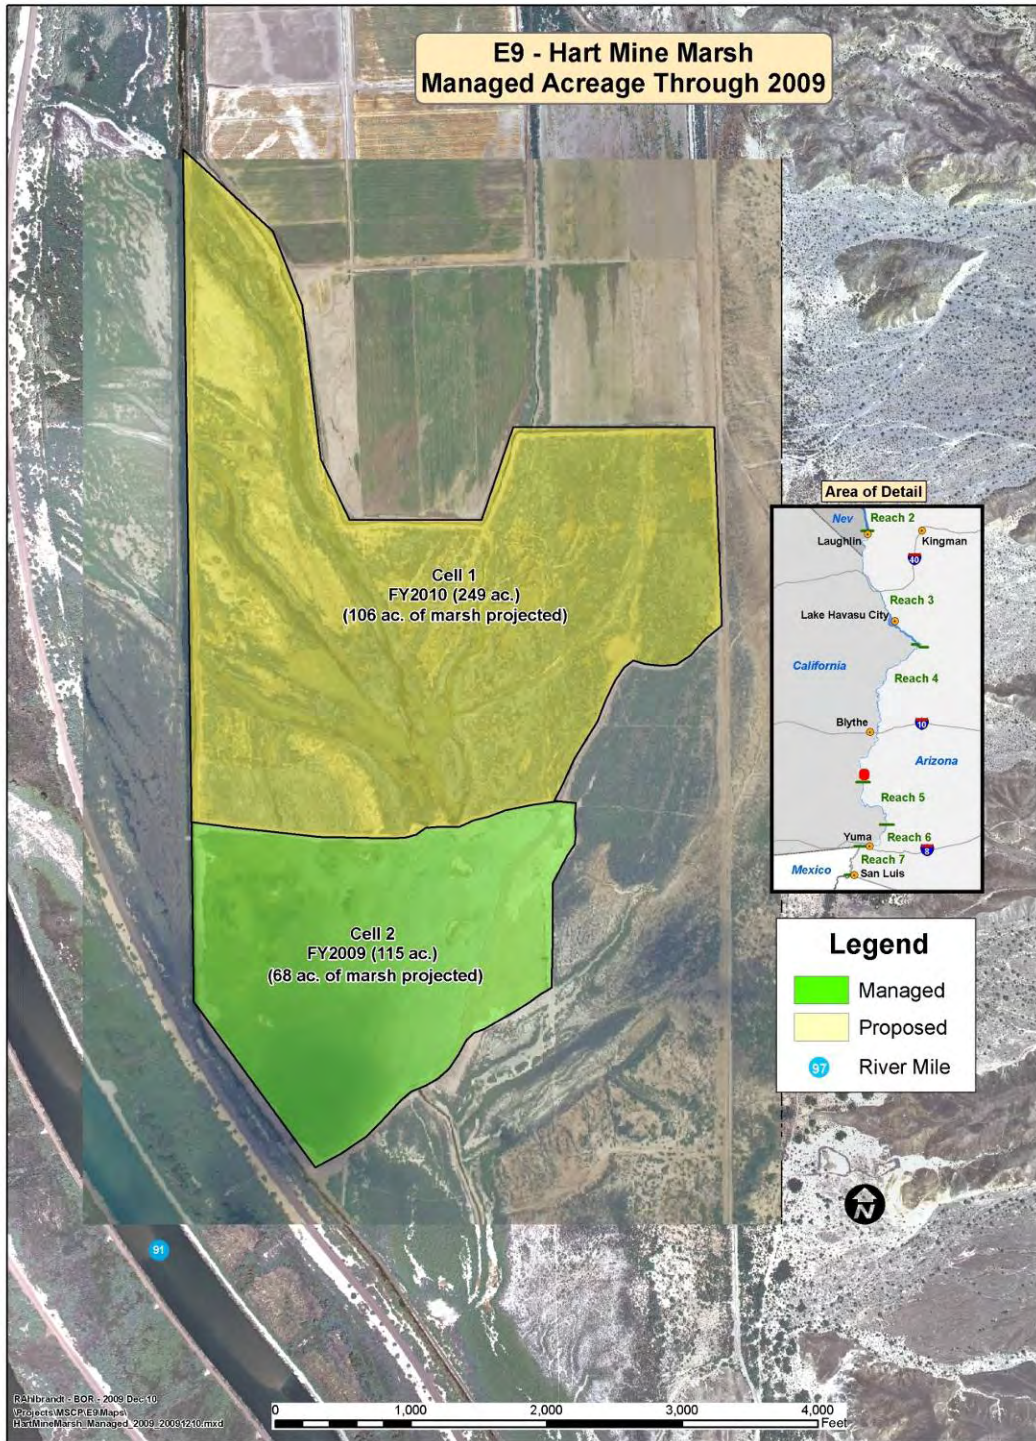 E9 - Hart Mine Marsh
Managed Acreage Through 2009
Cell 1
FY2010 (249 ac.)
(106 ac. of marsh projected)
Cell 2
FY2009 (115 ac.)
(68 ac. of marsh projected)
Area of Detail
Nev
Reach 2
Laughlin
Kingman
40
Reach 3
Lake Havasu City
California
Reach 4
Blythe
10
Arizona
Reach 5
Yuma
Reach 6
8
Mexico
Reach 7
San Luis
Legend
Managed
Proposed
97
River Mile
N
91
RAhlbrandt - BOR - 2009 Dec 10
\Projects\MSCP\E9\Maps\
HartMineMarsh_Managed_2009_20091210.mxd
0
1,000
2,000
3,000
4,000
Feet